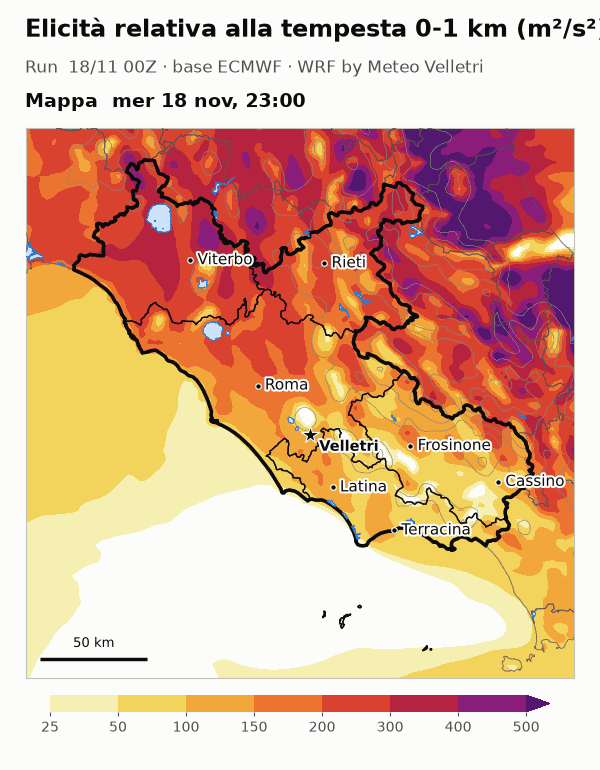 Elicità relativa alla tempesta 0-1 km (m²/s²)
Run 18/11 00Z · base ECMWF · WRF by Meteo Velletri
Mappa mer 18 nov, 23:00
Viterbo
Rieti
Roma
Velletri
Frosinone
Cassino
Latina
Terracina
50 km
25 50 100 150 200 300 400 500